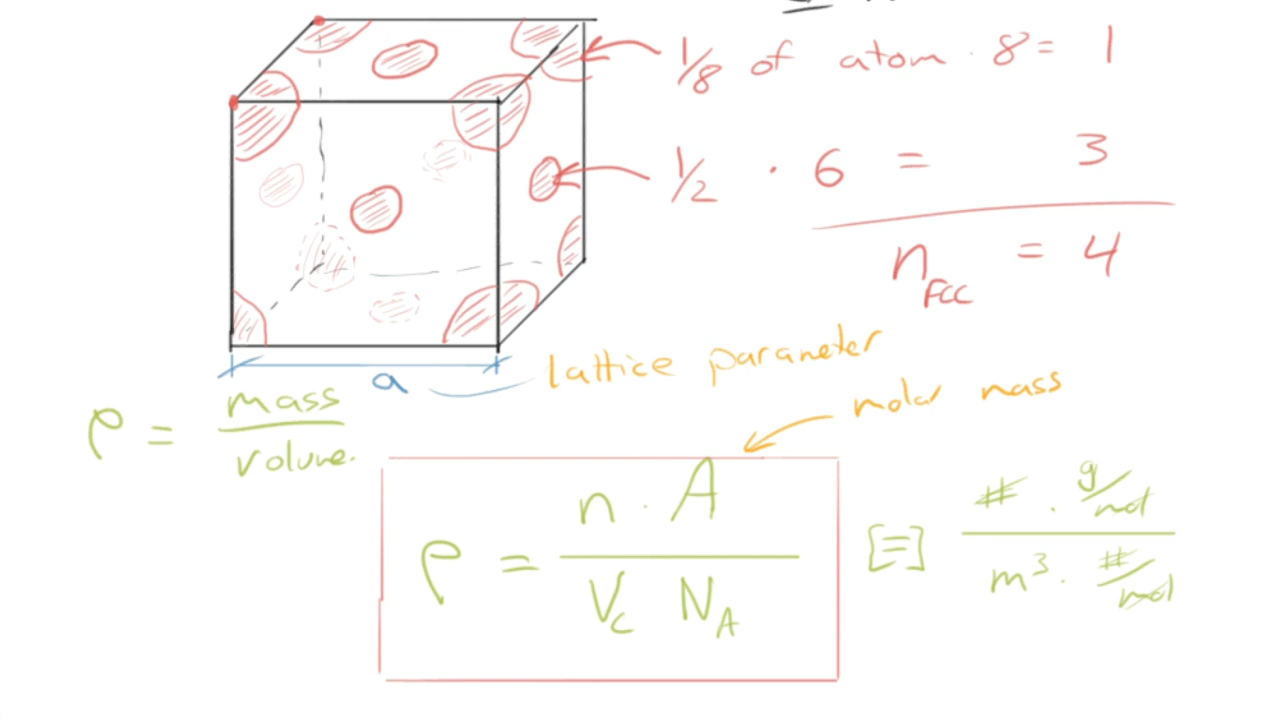 1/8 of atom · 8 = 1
1/2 · 6 = 3
n_FCC = 4
a
lattice parameter
molar mass
ρ = mass / volume.
ρ = n · A / V_C N_A
[≡] # · g/mol / m³ · #/mol